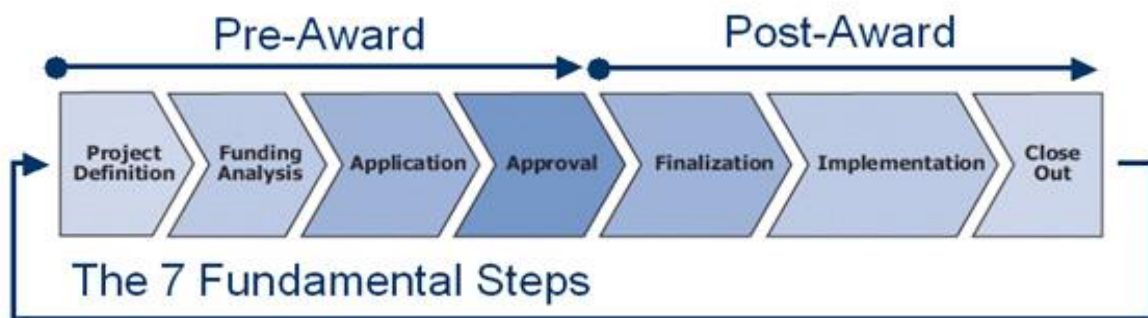 Pre-Award
Post-Award
Project
Definition
Funding
Analysis
Application
Approval
Finalization
Implementation
Close
Out
The 7 Fundamental Steps